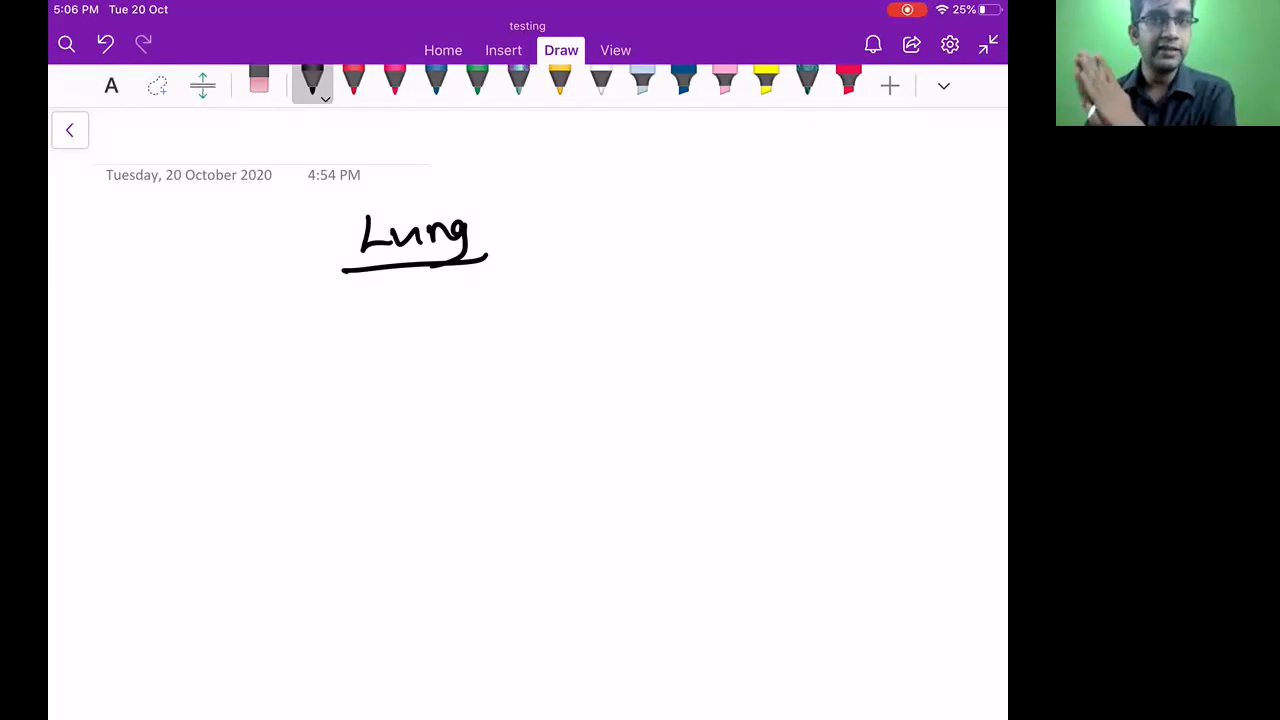 5:06 PM Tue 20 Oct
25%
testing
Home Insert Draw View
A
Tuesday, 20 October 2020 4:54 PM
Lung